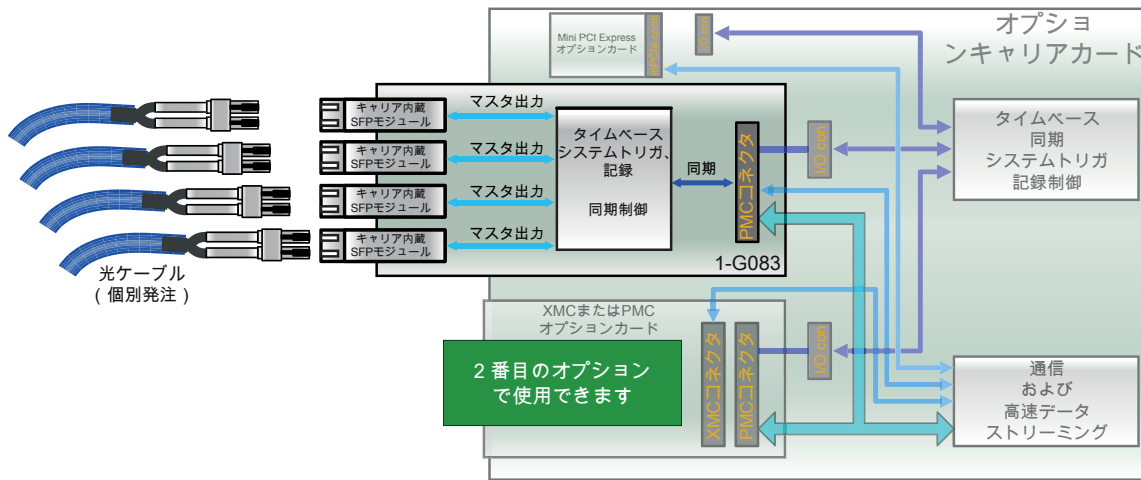 オプショ
ンキャリアカード
Mini PCI Express
オプションカード
mPCIe conn
I/O con
キャリア内蔵
SFPモジュール
マスタ出力
キャリア内蔵
SFPモジュール
マスタ出力
キャリア内蔵
SFPモジュール
マスタ出力
キャリア内蔵
SFPモジュール
マスタ出力
タイムベース
システムトリガ、
記録
同期制御
同期
PMCコネクタ
I/O con
タイムベース
同期
システムトリガ
記録制御
1-G083
光ケーブル
( 個別発注 )
XMCまたはPMC
オプションカード
2 番目のオプション
で使用できます
XMCコネクタ
PMCコネクタ
I/O con
通信
および
高速データ
ストリーミング